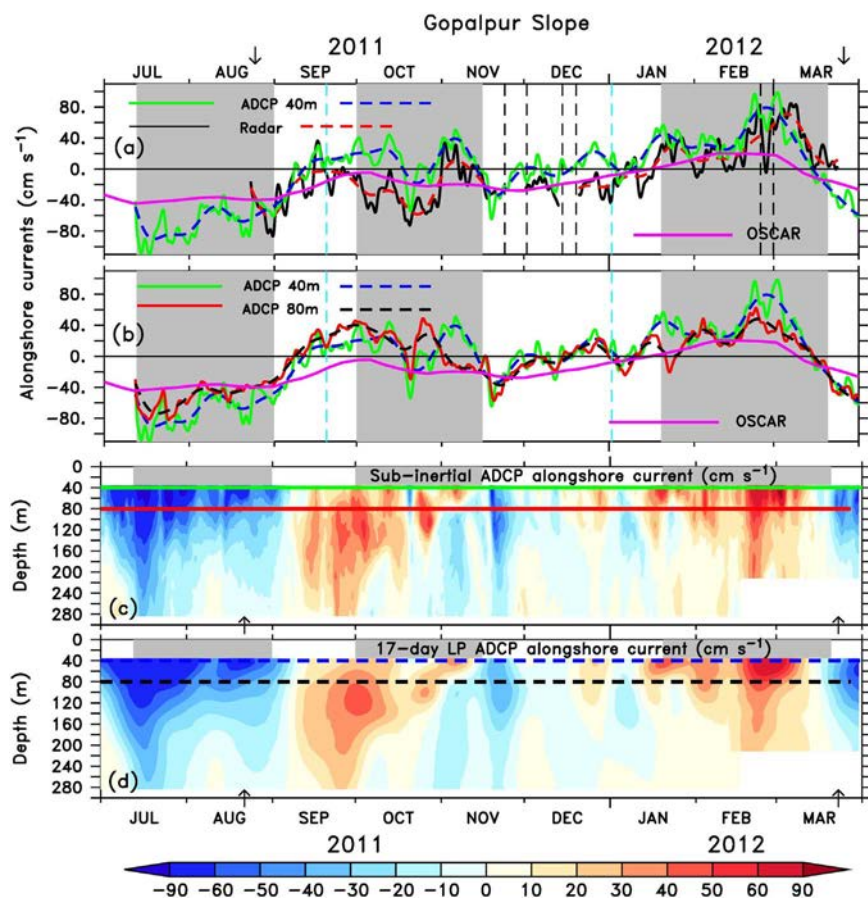 Gopalpur Slope
2011 2012
JUL AUG SEP OCT NOV DEC JAN FEB MAR
80.
40.
0.
-40.
-80.
ADCP 40m
Radar
(a)
OSCAR
Alongshore currents (cm s⁻¹)
80.
40.
0.
-40.
-80.
ADCP 40m
ADCP 80m
(b)
OSCAR
Sub-inertial ADCP alongshore current (cm s⁻¹)
Depth (m)
0
40
80
120
160
200
240
280
(c)
17-day LP ADCP alongshore current (cm s⁻¹)
Depth (m)
0
40
80
120
160
200
240
280
(d)
JUL AUG SEP OCT NOV DEC JAN FEB MAR
2011 2012
-90 -60 -50 -40 -30 -20 -10 0 10 20 30 40 50 60 90